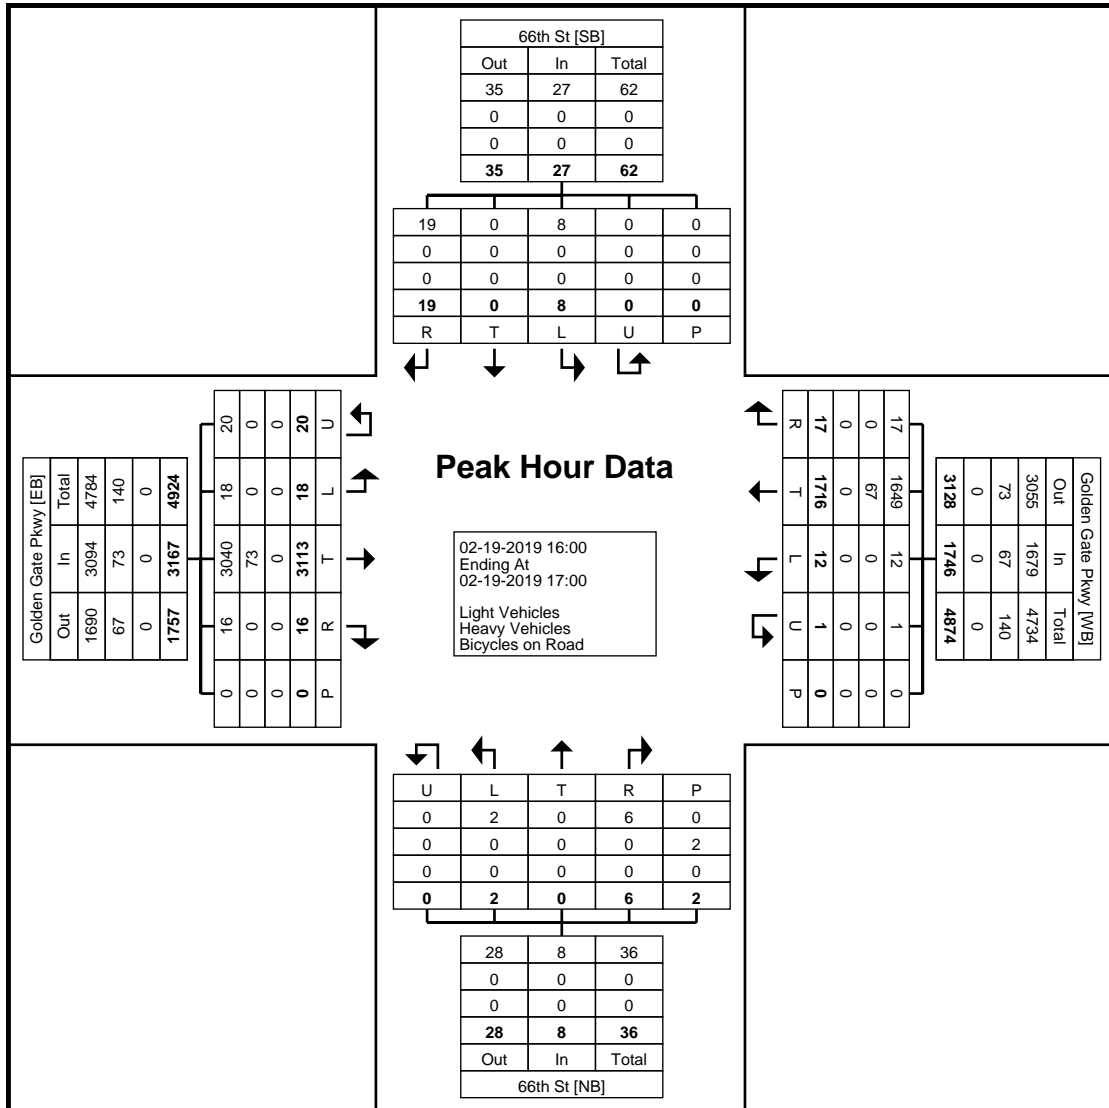 66th St [SB]
Out In Total
35 27 62
0 0 0
0 0 0
35 27 62
19 0 8 0 0
0 0 0 0 0
0 0 0 0 0
19 0 8 0 0
R T L U P
Golden Gate Pkwy [EB]
Total In Out
4784 3094 1690
140 73 67
0 0 0
4924 3167 1757
20 18 3040 16 0
0 0 73 0 0
0 0 0 0 0
20 18 3113 16 0
U L T R P
Peak Hour Data
02-19-2019 16:00
Ending At
02-19-2019 17:00
Light Vehicles
Heavy Vehicles
Bicycles on Road
R T L U P
17 1716 12 1 0
0 0 0 0 0
0 67 0 0 0
17 1649 12 1 0
3128 1746 4874
0 0 0
73 67 140
3055 1679 4734
Out In Total
Golden Gate Pkwy [WB]
U L T R P
0 2 0 6 0
0 0 0 0 2
0 0 0 0 0
0 2 0 6 2
28 8 36
0 0 0
0 0 0
28 8 36
Out In Total
66th St [NB]